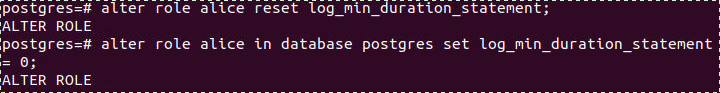 postgres=# alter role alice reset log_min_duration_statement;
ALTER ROLE
postgres=# alter role alice in database postgres set log_min_duration_statement
= 0;
ALTER ROLE